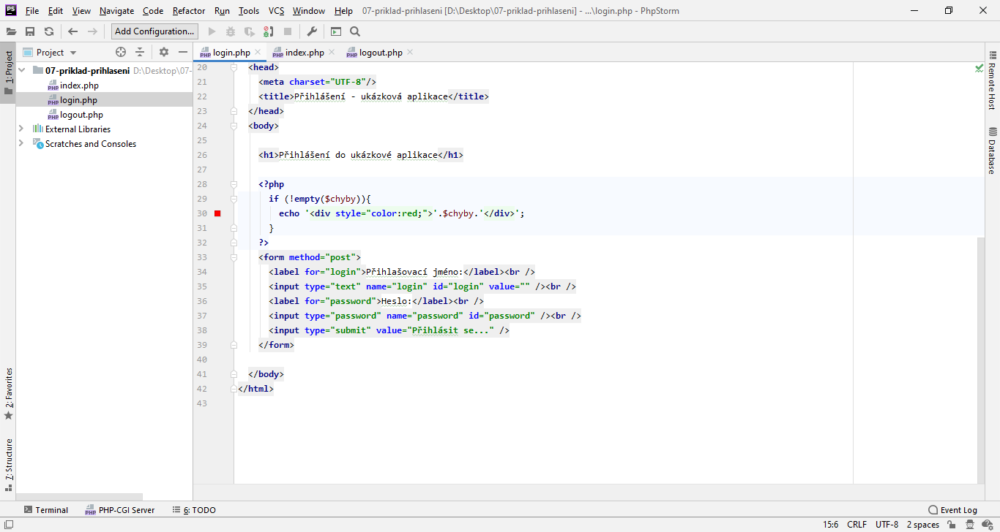 PS File Edit View Navigate Code Refactor Run Tools VCS Window Help 07-priklad-prihlaseni [D:\Desktop\07-priklad-prihlaseni] - ...\login.php - PhpStorm
Add Configuration...
1: Project
Project
login.php index.php logout.php
07-priklad-prihlaseni D:\Desktop\07-
index.php
login.php
logout.php
External Libraries
Scratches and Consoles
20 <head>
21 <meta charset="UTF-8"/>
22 <title>Přihlášení - ukázková aplikace</title>
23 </head>
24 <body>
25
26 <h1>Přihlášení do ukázkové aplikace</h1>
27
28 <?php
29 if (!empty($chyby)){
30 echo '<div style="color:red;">'.$chyby.'</div>';
31 }
32 ?>
33 <form method="post">
34 <label for="login">Přihlašovací jméno:</label><br />
35 <input type="text" name="login" id="login" value="" /><br />
36 <label for="password">Heslo:</label><br />
37 <input type="password" name="password" id="password" /><br />
38 <input type="submit" value="Přihlásit se..." />
39 </form>
40
41 </body>
42 </html>
43
Remote Host
Database
2: Favorites
7: Structure
Terminal PHP-CGI Server 6: TODO Event Log
15:6 CRLF UTF-8 2 spaces